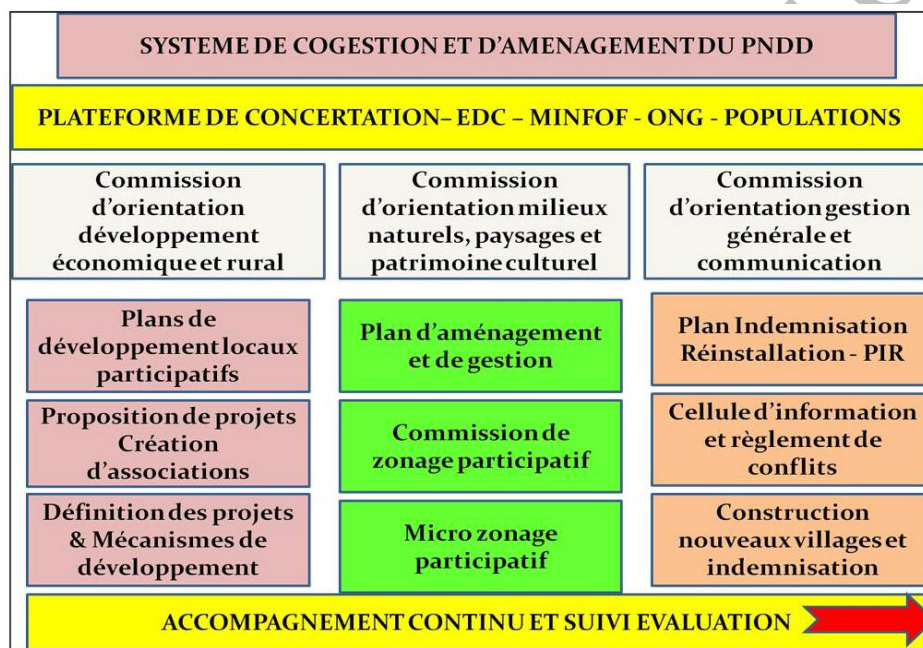 SYSTEME DE COGESTION ET D'AMENAGEMENT DU PNDD
PLATEFORME DE CONCERTATION– EDC – MINFOF - ONG - POPULATIONS
Commission
d'orientation
développement
économique et rural
Commission
d'orientation milieux
naturels, paysages et
patrimoine culturel
Commission
d'orientation gestion
générale et
communication
Plans de
développement locaux
participatifs
Plan d'aménagement
et de gestion
Plan Indemnisation
Réinstallation - PIR
Proposition de projets
Création
d'associations
Commission de
zonage participatif
Cellule d'information
et règlement de
conflits
Définition des projets
& Mécanismes de
développement
Micro zonage
participatif
Construction
nouveaux villages et
indemnisation
ACCOMPAGNEMENT CONTINU ET SUIVI EVALUATION